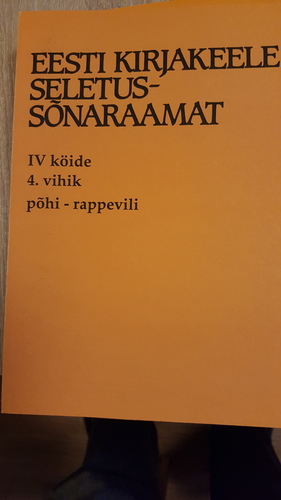 EESTI KIRJAKEELE
SELETUS-
SÕNARAAMAT
IV köide
4. vihik
põhi - rappevili